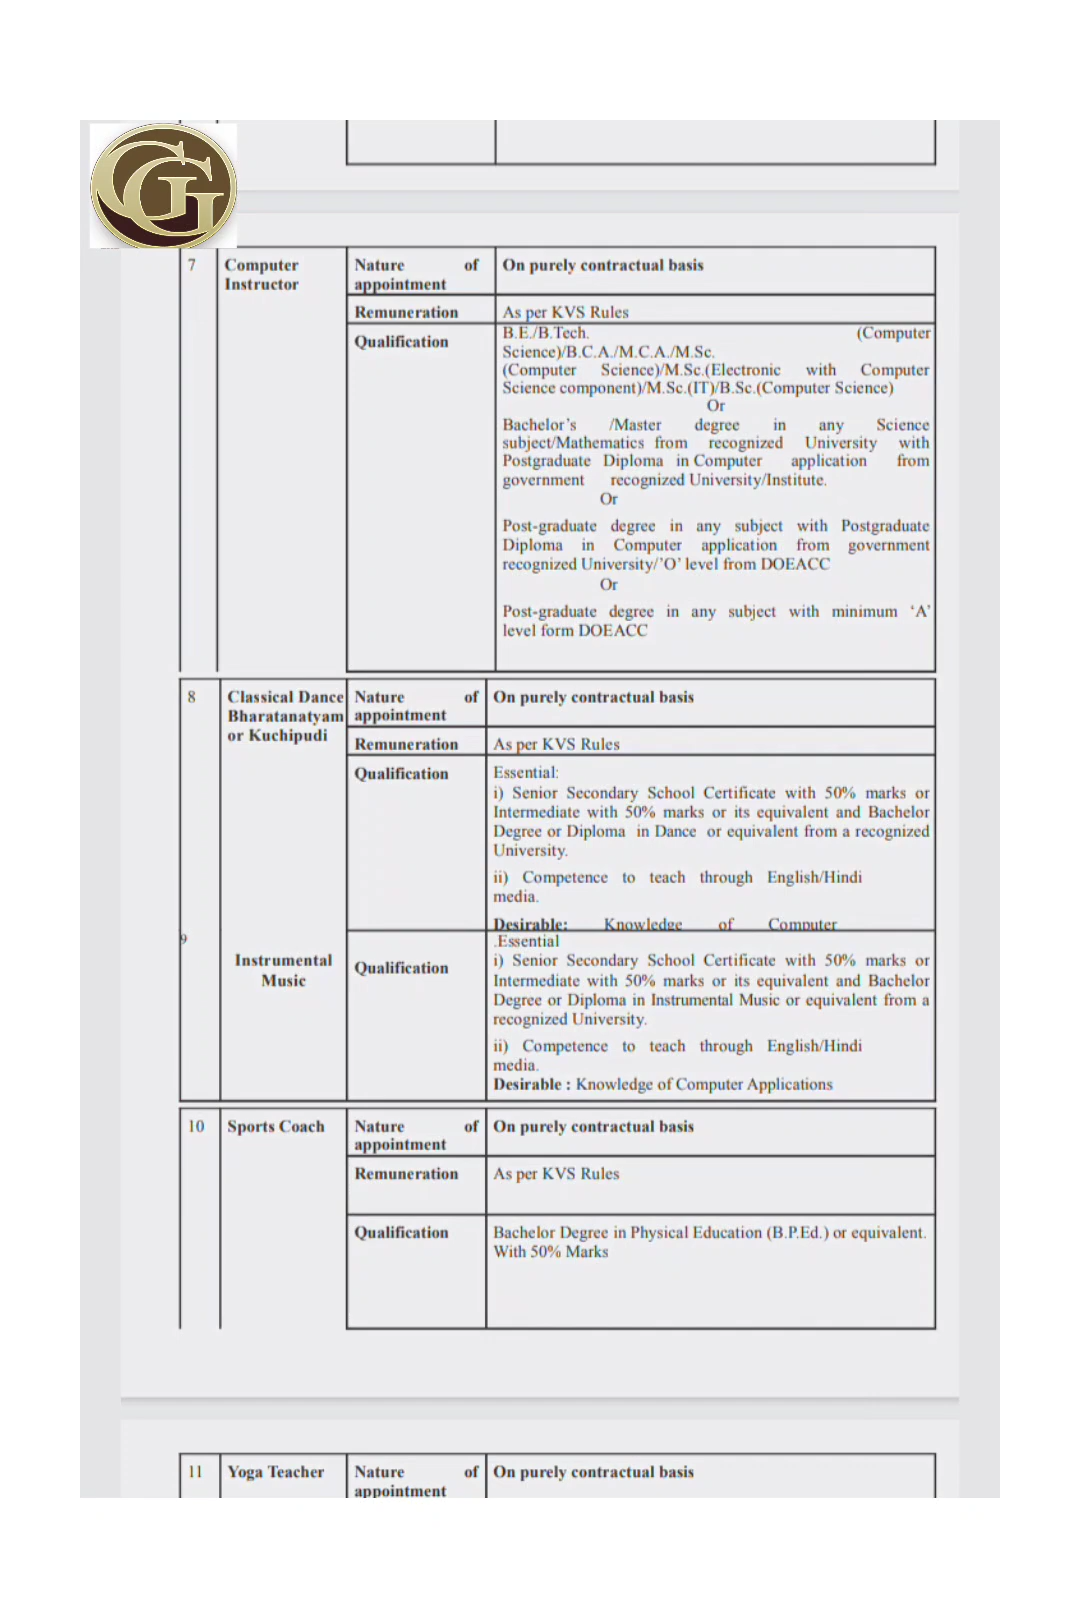 CGI
7 Computer Nature of On purely contractual basis
Instructor appointment
Remuneration As per KVS Rules
Qualification B.E./B.Tech. (Computer
Science)/B.C.A./M.C.A./M.Sc.
(Computer Science)/M.Sc.(Electronic with Computer
Science component)/M.Sc.(IT)/B.Sc.(Computer Science)
Or
Bachelor's /Master degree in any Science
subject/Mathematics from recognized University with
Postgraduate Diploma in Computer application from
government recognized University/Institute.
Or
Post-graduate degree in any subject with Postgraduate
Diploma in Computer application from government
recognized University/'O' level from DOEACC
Or
Post-graduate degree in any subject with minimum 'A'
level form DOEACC
8 Classical Dance Nature of On purely contractual basis
Bharatanatyam appointment
or Kuchipudi
Remuneration As per KVS Rules
Qualification Essential:
i) Senior Secondary School Certificate with 50% marks or
Intermediate with 50% marks or its equivalent and Bachelor
Degree or Diploma in Dance or equivalent from a recognized
University.
ii) Competence to teach through English/Hindi
media.
Desirable: Knowledge of Computer
9 .Essential
Instrumental Qualification i) Senior Secondary School Certificate with 50% marks or
Music Intermediate with 50% marks or its equivalent and Bachelor
Degree or Diploma in Instrumental Music or equivalent from a
recognized University.
ii) Competence to teach through English/Hindi
media.
Desirable : Knowledge of Computer Applications
10 Sports Coach Nature of On purely contractual basis
appointment
Remuneration As per KVS Rules
Qualification Bachelor Degree in Physical Education (B.P.Ed.) or equivalent.
With 50% Marks
11 Yoga Teacher Nature of On purely contractual basis
appointment